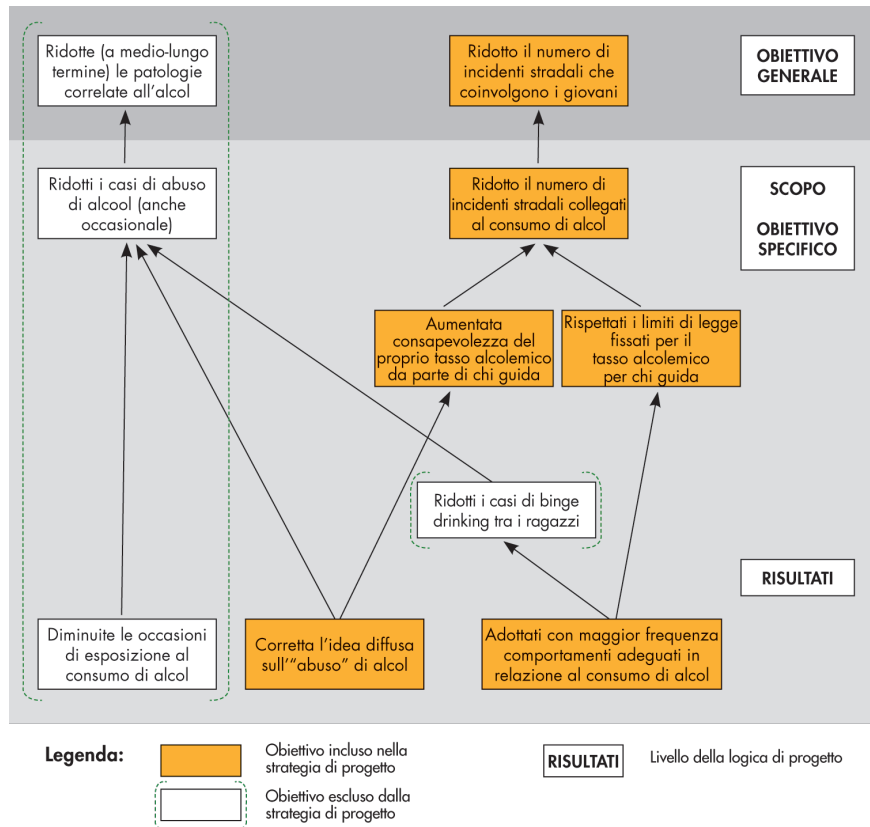 Ridotte (a medio-lungo
termine) le patologie
correlate all'alcol
Ridotto il numero di
incidenti stradali che
coinvolgono i giovani
OBIETTIVO
GENERALE
Ridotti i casi di abuso
di alcool (anche
occasionale)
Ridotto il numero di
incidenti stradali collegati
al consumo di alcol
SCOPO
OBIETTIVO
SPECIFICO
Aumentata
consapevolezza del
proprio tasso alcolemico
da parte di chi guida
Rispettati i limiti di legge
fissati per il
tasso alcolemico
per chi guida
Ridotti i casi di binge
drinking tra i ragazzi
RISULTATI
Diminuite le occasioni
di esposizione al
consumo di alcol
Corretta l'idea diffusa
sull'"abuso" di alcol
Adottati con maggior frequenza
comportamenti adeguati in
relazione al consumo di alcol
Legenda:
Obiettivo incluso nella
strategia di progetto
RISULTATI
Livello della logica di progetto
Obiettivo escluso dalla
strategia di progetto